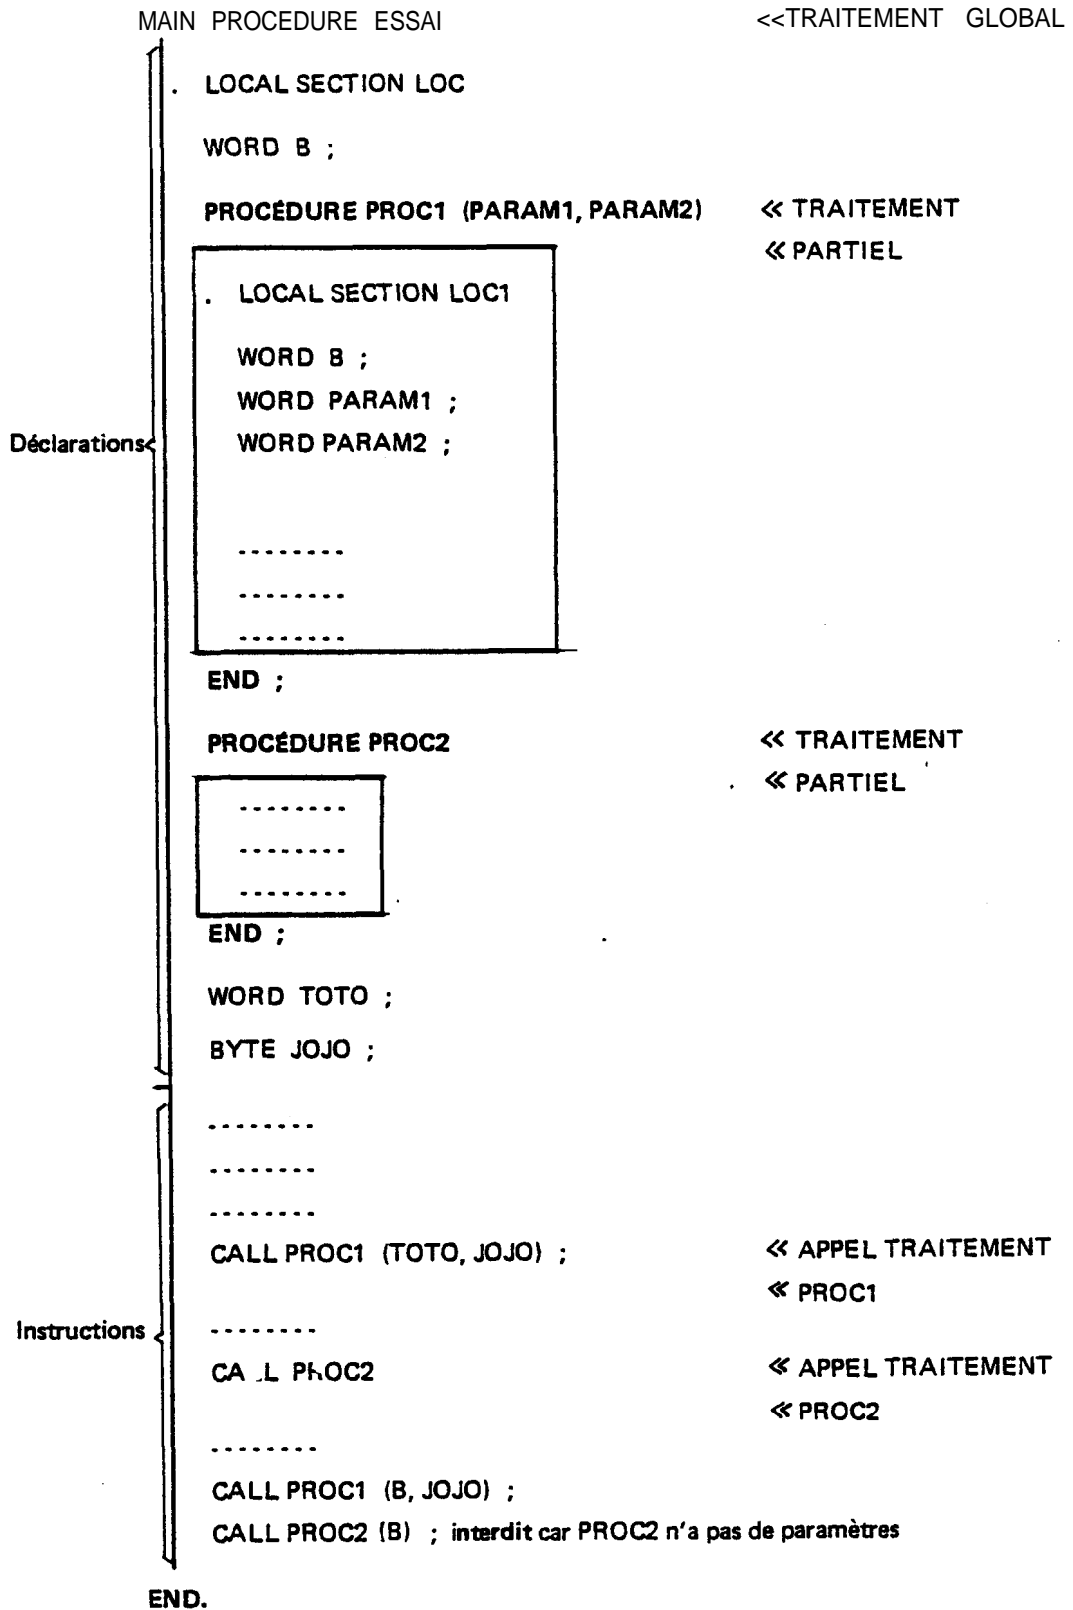 MAIN PROCEDURE ESSAI <<TRAITEMENT GLOBAL
. LOCAL SECTION LOC
WORD B ;
PROCÉDURE PROC1 (PARAM1, PARAM2) << TRAITEMENT
<< PARTIEL
. LOCAL SECTION LOC1
WORD B ;
WORD PARAM1 ;
Déclarations WORD PARAM2 ;
--------
--------
--------
END ;
PROCÉDURE PROC2 << TRAITEMENT
<< PARTIEL
--------
--------
--------
END ;
WORD TOTO ;
BYTE JOJO ;
--------
--------
--------
CALL PROC1 (TOTO, JOJO) ; << APPEL TRAITEMENT
<< PROC1
Instructions --------
CALL PROC2 << APPEL TRAITEMENT
<< PROC2
--------
CALL PROC1 (B, JOJO) ;
CALL PROC2 (B) ; interdit car PROC2 n'a pas de paramètres
END.